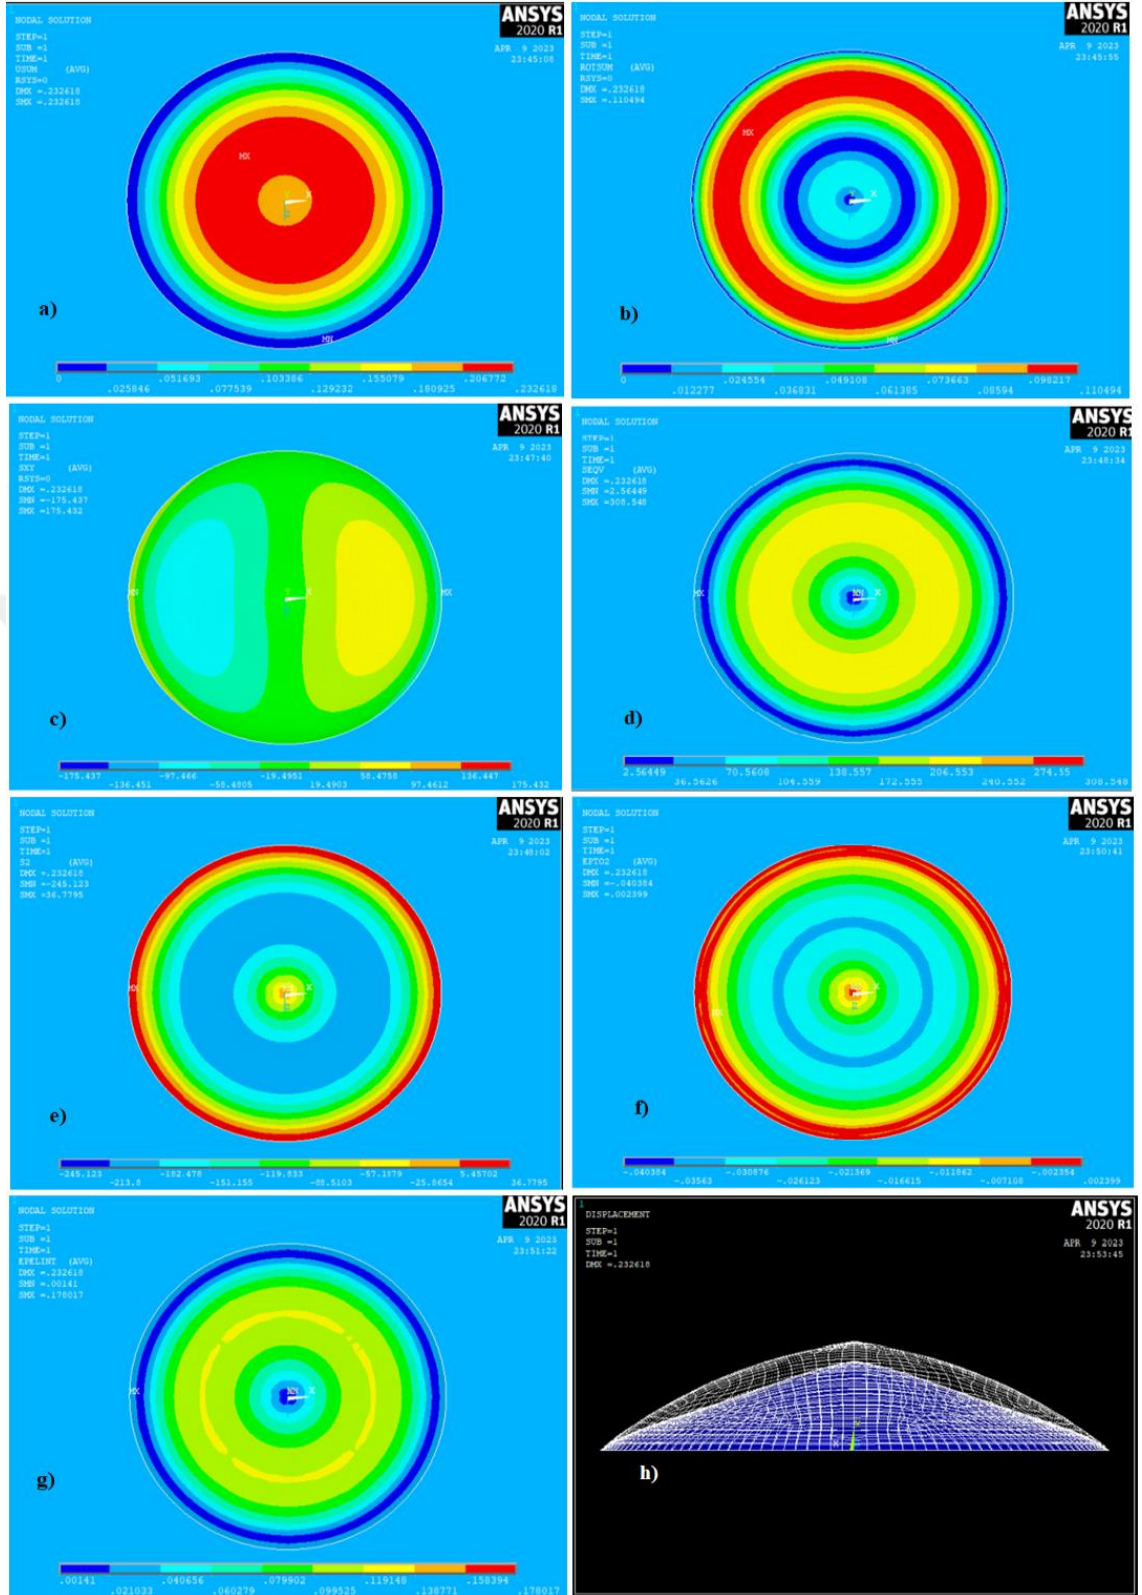 1
NODAL SOLUTION
STEP=1
SUB =1
TIME=1
USUM (AVG)
RSYS=0
DMX =.232618
SMX =.232618
ANSYS
2020 R1
APR 9 2023
23:45:08
MX
Y
X
Z
MN
a)
0
.025846
.051693
.077539
.103386
.129232
.155079
.180925
.206772
.232618
1
NODAL SOLUTION
STEP=1
SUB =1
TIME=1
ROTSUM (AVG)
RSYS=0
DMX =.232618
SMX =.110494
ANSYS
2020 R1
APR 9 2023
23:45:55
MX
X
MN
b)
0
.012277
.024554
.036831
.049108
.061385
.073663
.08594
.098217
.110494
1
NODAL SOLUTION
STEP=1
SUB =1
TIME=1
SXY (AVG)
RSYS=0
DMX =.232618
SMN =-175.437
SMX =175.432
ANSYS
2020 R1
APR 9 2023
23:47:40
MN
Y
X
MX
c)
-175.437
-136.451
-97.466
-58.4805
-19.4951
19.4903
58.4758
97.4612
136.447
175.432
1
NODAL SOLUTION
STEP=1
SUB =1
TIME=1
SEQV (AVG)
DMX =.232618
SMN =2.56449
SMX =308.548
ANSYS
2020 R1
APR 9 2023
23:48:34
MX
MN
X
d)
2.56449
36.5626
70.5608
104.559
138.557
172.555
206.553
240.552
274.55
308.548
1
NODAL SOLUTION
STEP=1
SUB =1
TIME=1
S2 (AVG)
DMX =.232618
SMN =-245.123
SMX =36.7795
ANSYS
2020 R1
APR 9 2023
23:48:02
MX
X
e)
-245.123
-213.8
-182.478
-151.155
-119.833
-88.5103
-57.1879
-25.8654
5.45702
36.7795
1
NODAL SOLUTION
STEP=1
SUB =1
TIME=1
EPTO2 (AVG)
DMX =.232618
SMN =-.040384
SMX =.002399
ANSYS
2020 R1
APR 9 2023
23:50:41
MX
X
f)
-.040384
-.03563
-.030876
-.026123
-.021369
-.016615
-.011862
-.007108
-.002354
.002399
1
NODAL SOLUTION
STEP=1
SUB =1
TIME=1
EPELINT (AVG)
DMX =.232618
SMN =.00141
SMX =.178017
ANSYS
2020 R1
APR 9 2023
23:51:22
MX
MN
X
g)
.00141
.021033
.040656
.060279
.079902
.099525
.119148
.138771
.158394
.178017
1
DISPLACEMENT
STEP=1
SUB =1
TIME=1
DMX =.232618
ANSYS
2020 R1
APR 9 2023
23:53:45
Y
X
h)